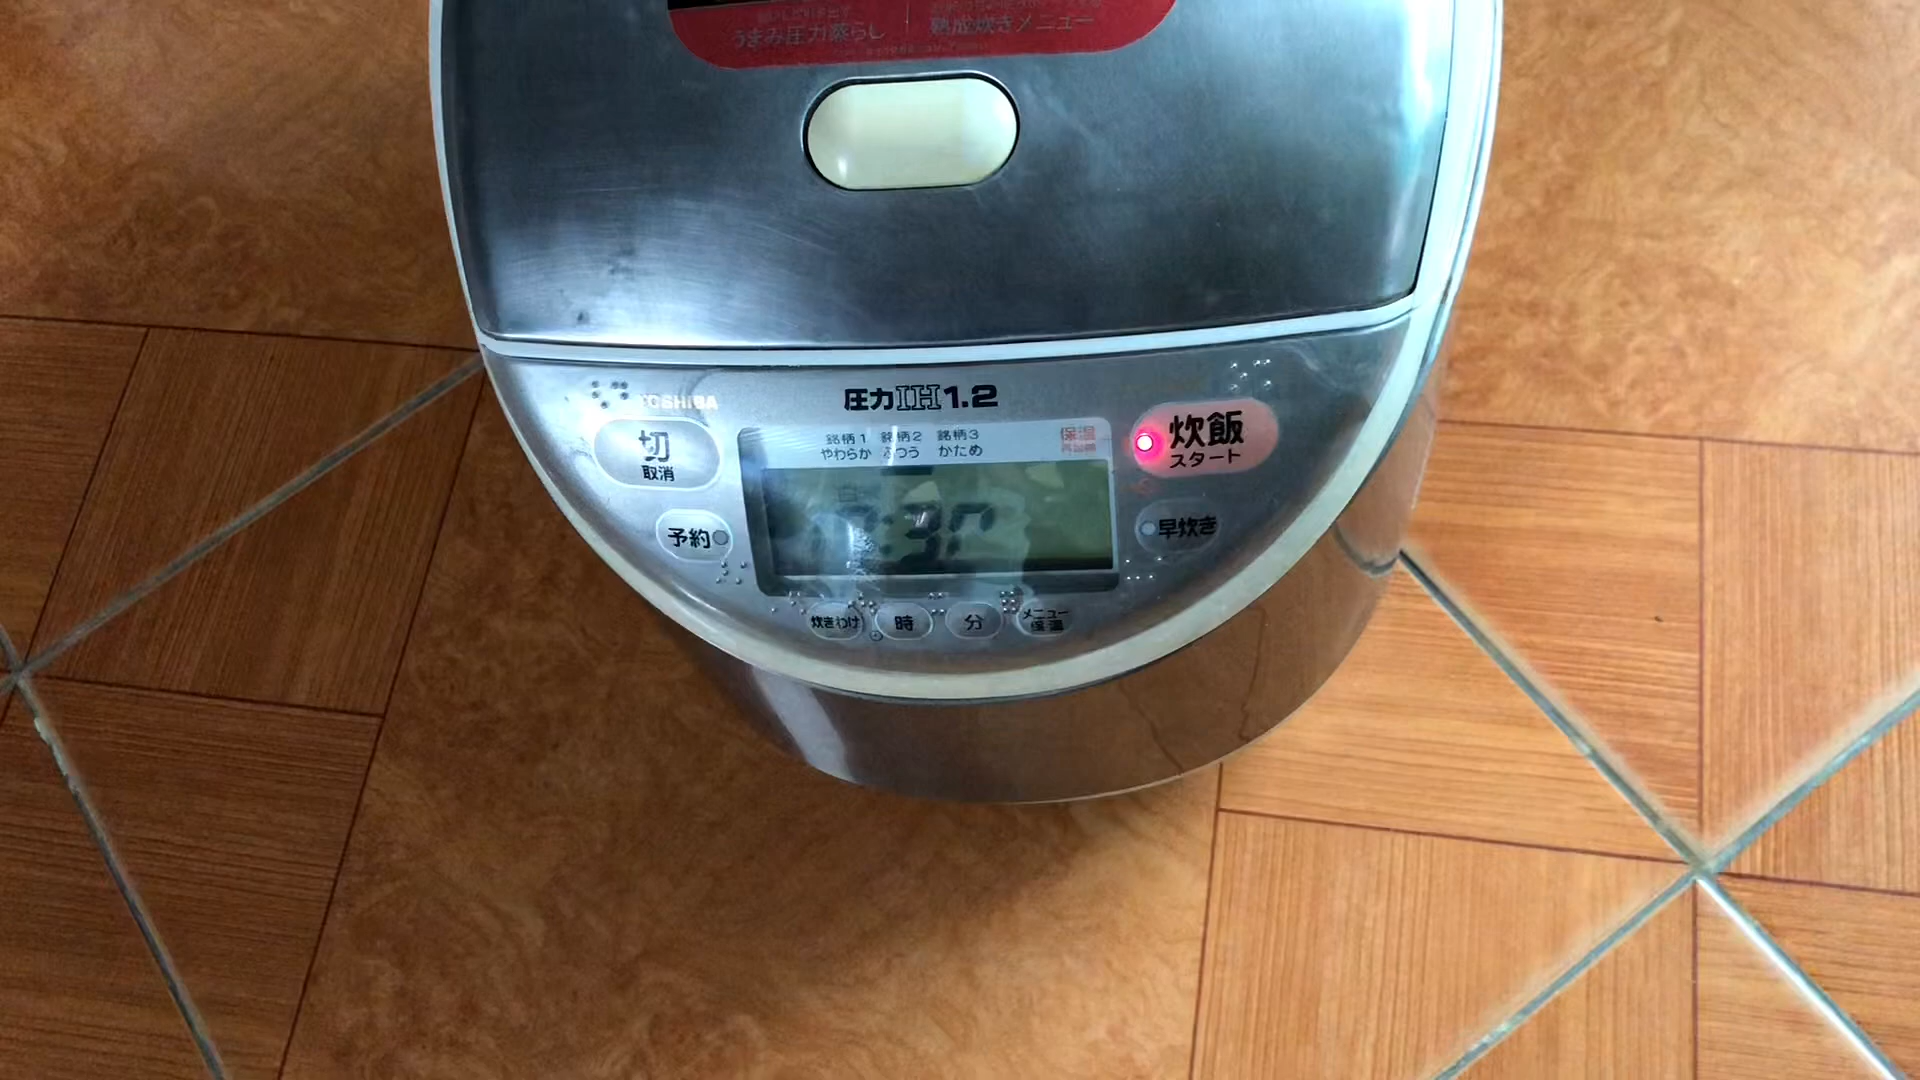 うまみ圧力蒸らし
熟成炊きメニュー
TOSHIBA
圧力IH1.2
切
取消
銘柄1 銘柄2 銘柄3
やわらか ふつう かため
保温
炊飯
スタート
予約
早炊き
炊きわけ
時
分
メニュー
保温